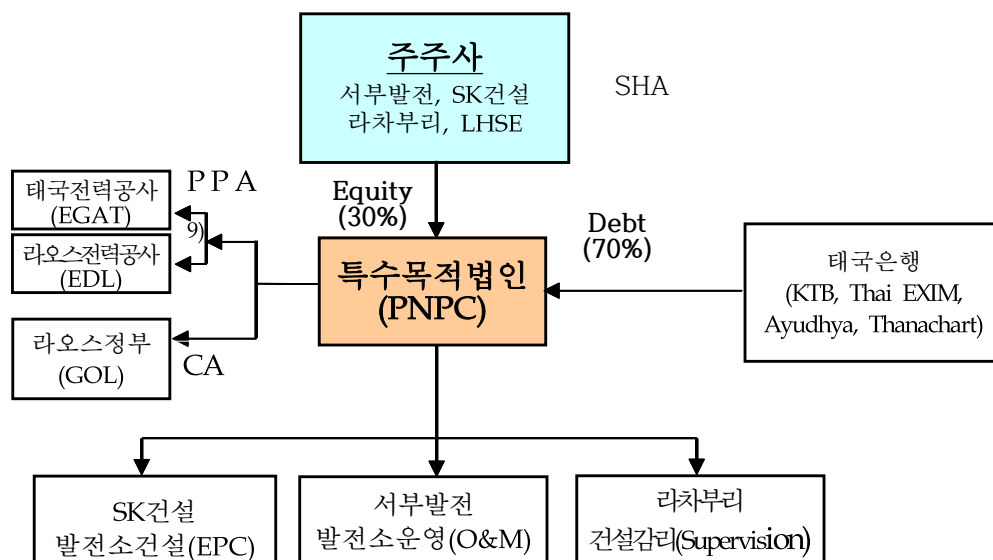 주주사
서부발전, SK건설
라차부리, LHSE
SHA
PPA
태국전력공사
(EGAT)
9)
라오스전력공사
(EDL)
라오스정부
(GOL)
CA
Equity
(30%)
Debt
(70%)
특수목적법인
(PNPC)
태국은행
(KTB, Thai EXIM,
Ayudhya, Thanachart)
SK건설
발전소건설(EPC)
서부발전
발전소운영(O&M)
라차부리
건설감리(Supervision)